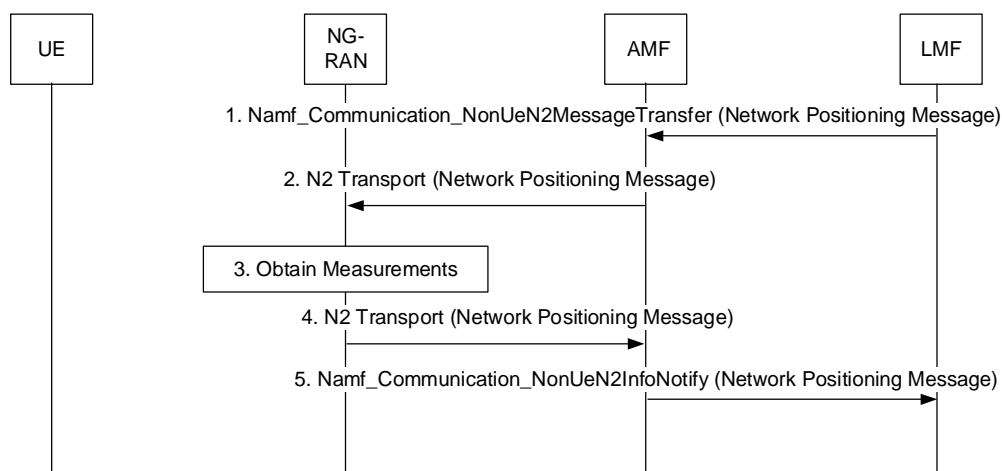 UE
NG-
RAN
AMF
LMF
1. Namf_Communication_NonUeN2MessageTransfer (Network Positioning Message)
2. N2 Transport (Network Positioning Message)
3. Obtain Measurements
4. N2 Transport (Network Positioning Message)
5. Namf_Communication_NonUeN2InfoNotify (Network Positioning Message)